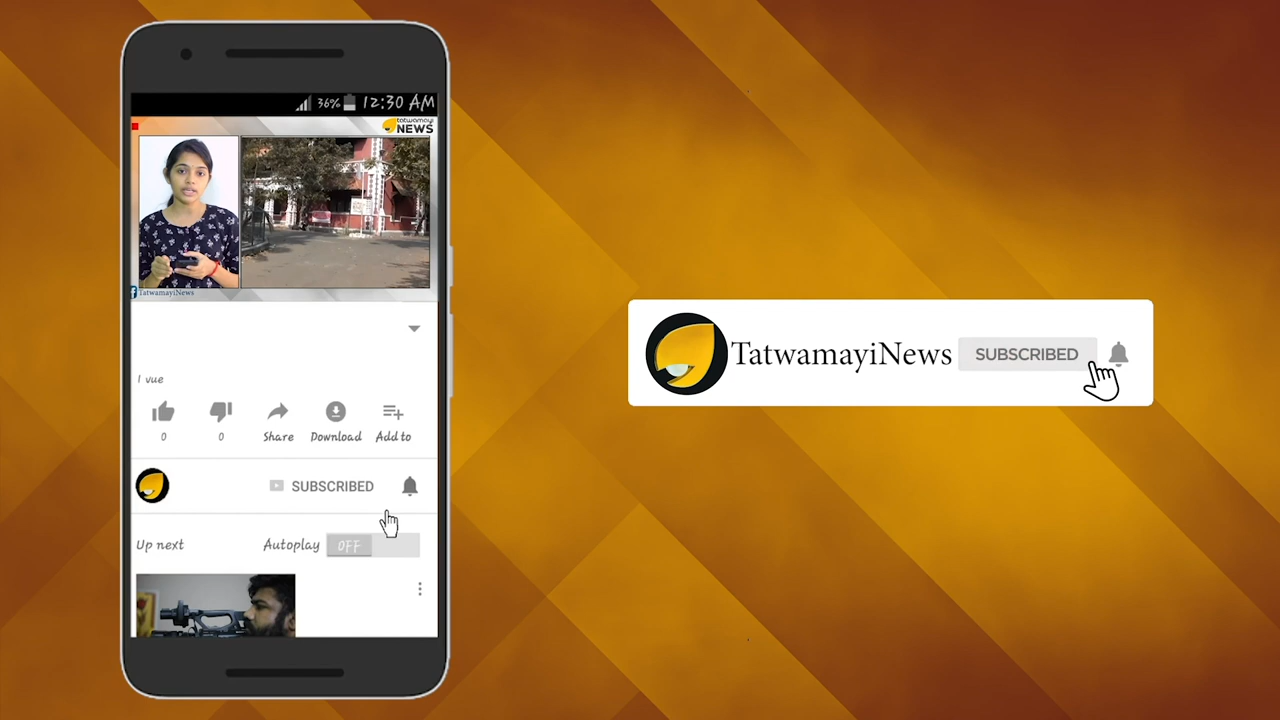 36% 12:30 AM
tatwamayi
NEWS
TatwamayiNews
1 vue
0 0 Share Download Add to
SUBSCRIBED
Up next Autoplay OFF
TatwamayiNews SUBSCRIBED